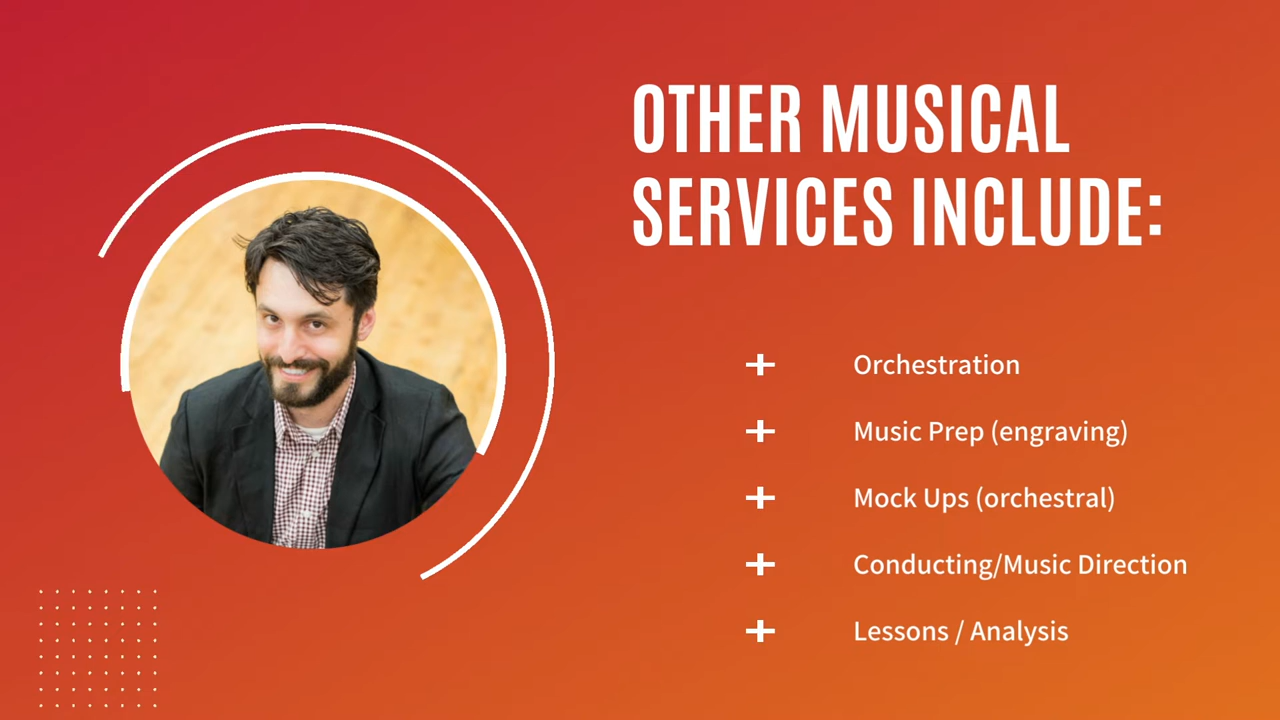 OTHER MUSICAL
SERVICES INCLUDE:
Orchestration
Music Prep (engraving)
Mock Ups (orchestral)
Conducting/Music Direction
Lessons / Analysis